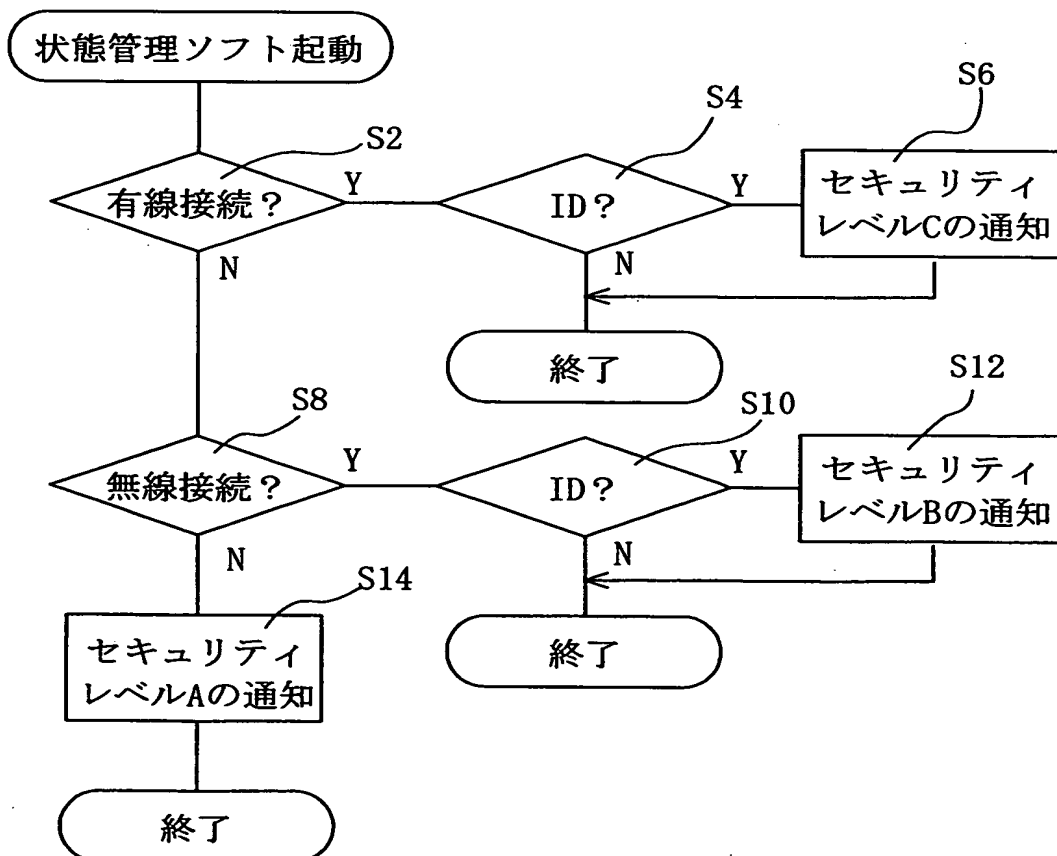 状態管理ソフト起動
S2
有線接続？
Y
N
S4
ID？
Y
N
S6
セキュリティ
レベルCの通知
終了
S8
無線接続？
Y
N
S10
ID？
Y
N
S12
セキュリティ
レベルBの通知
終了
S14
セキュリティ
レベルAの通知
終了